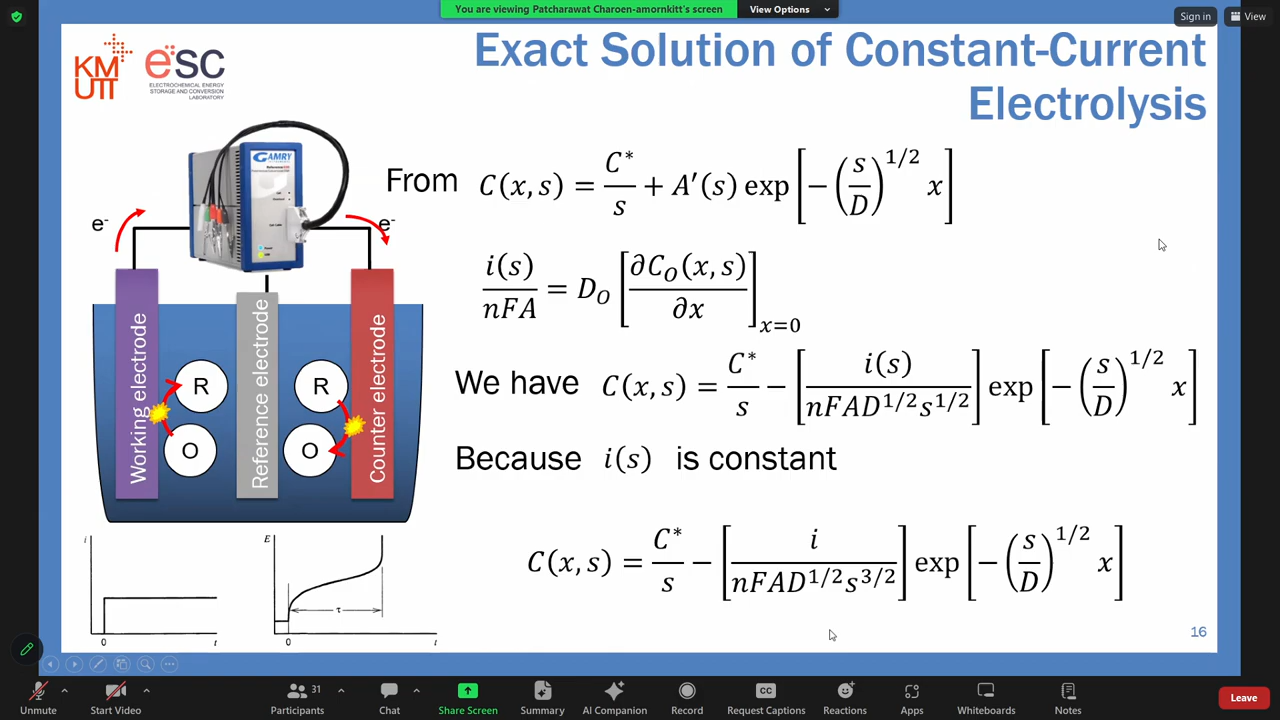 You are viewing Patcharawat Charoen-amornkitt's screen
View Options
Sign in
View
KM
UTT
esc
ELECTROCHEMICAL ENERGY
STORAGE AND CONVERSION
LABORATORY
Exact Solution of Constant-Current
Electrolysis
GAMRY
e-
e-
Working electrode
Reference electrode
Counter electrode
R
O
R
O
i
0
t
E
τ
0
t
From C(x, s) = C*/s + A′(s) exp[−(s/D)^1/2 x]
i(s)/nFA = D_O [∂C_O(x, s)/∂x]_x=0
We have C(x, s) = C*/s − [i(s)/nFAD^1/2 s^1/2] exp[−(s/D)^1/2 x]
Because i(s) is constant
C(x, s) = C*/s − [i/nFAD^1/2 s^3/2] exp[−(s/D)^1/2 x]
16
Unmute
Start Video
31
Participants
Chat
Share Screen
Summary
AI Companion
Record
CC
Request Captions
Reactions
Apps
Whiteboards
Notes
Leave